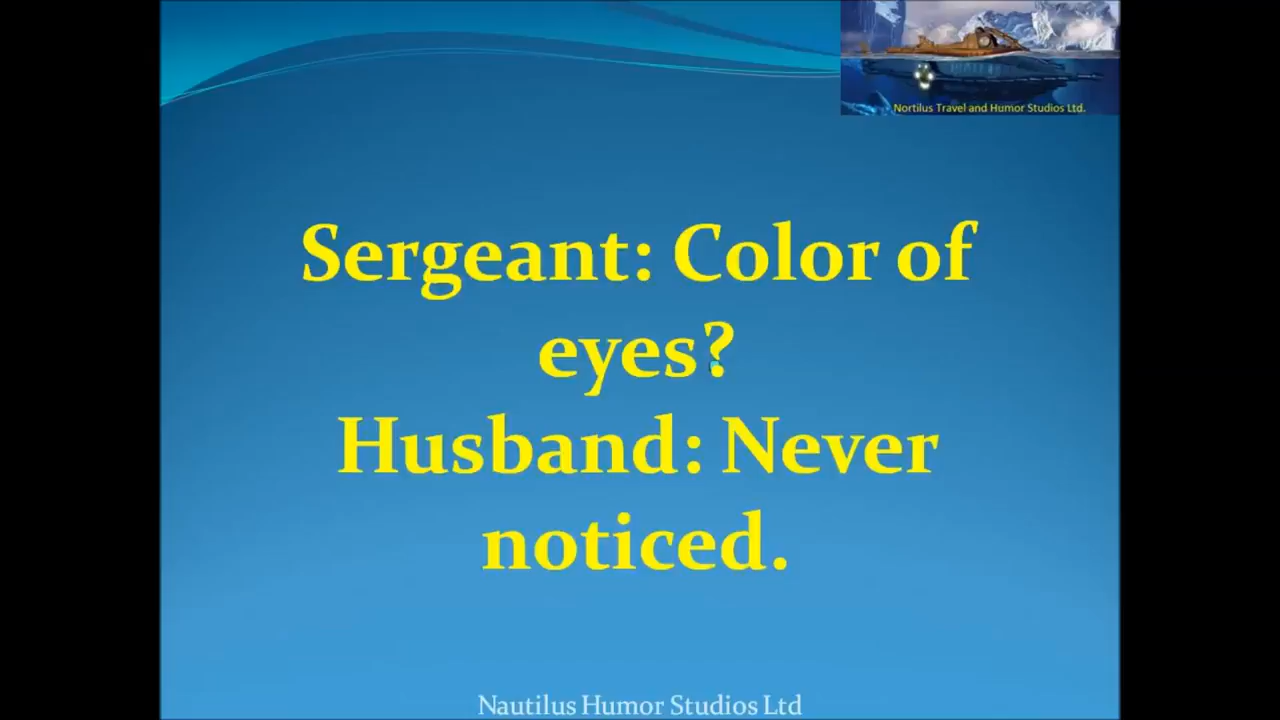 Nortilus Travel and Humor Studios Ltd.
Sergeant: Color of
eyes?
Husband: Never
noticed.
Nautilus Humor Studios Ltd